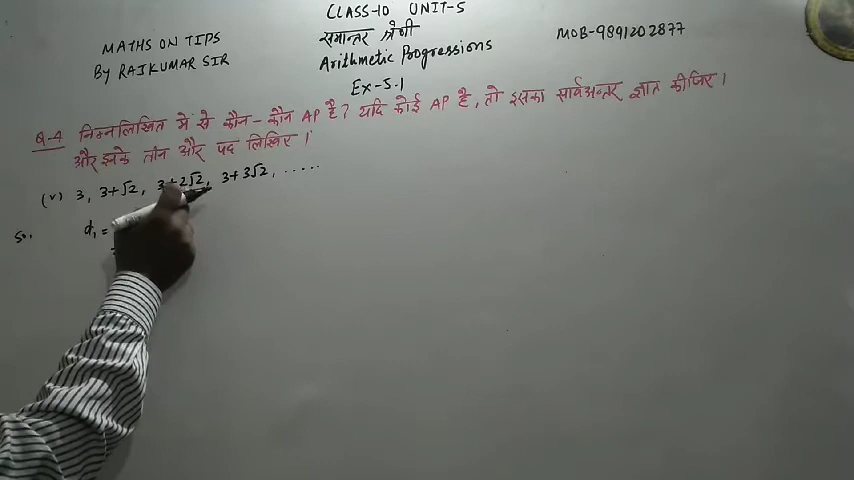 CLASS-10 UNIT-5
MATHS ON TIPS
समान्तर श्रेणी
MOB-9891202877
BY RAJKUMAR SIR
Arithmetic Progressions
Ex-5.1
Q-4 निम्नलिखित में से कौन-कौन AP है? यदि कोई AP है, तो इसका सार्वअन्तर ज्ञात कीजिए।
और इनके तीन और पद लिखिए।
(v) 3, 3+√2, 3+2√2, 3+3√2, .....
So.
d₁ =